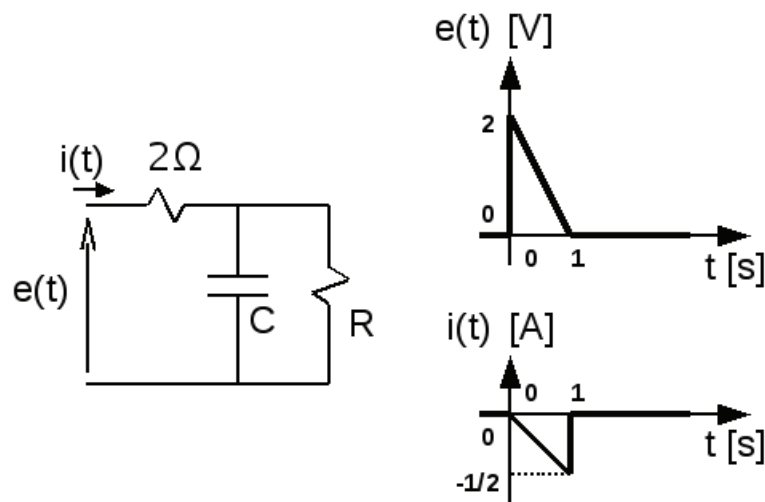 e(t) [V]
2
0
0 1
t [s]
i(t)
2Ω
e(t)
C
R
i(t) [A]
0 1
0
t [s]
-1/2